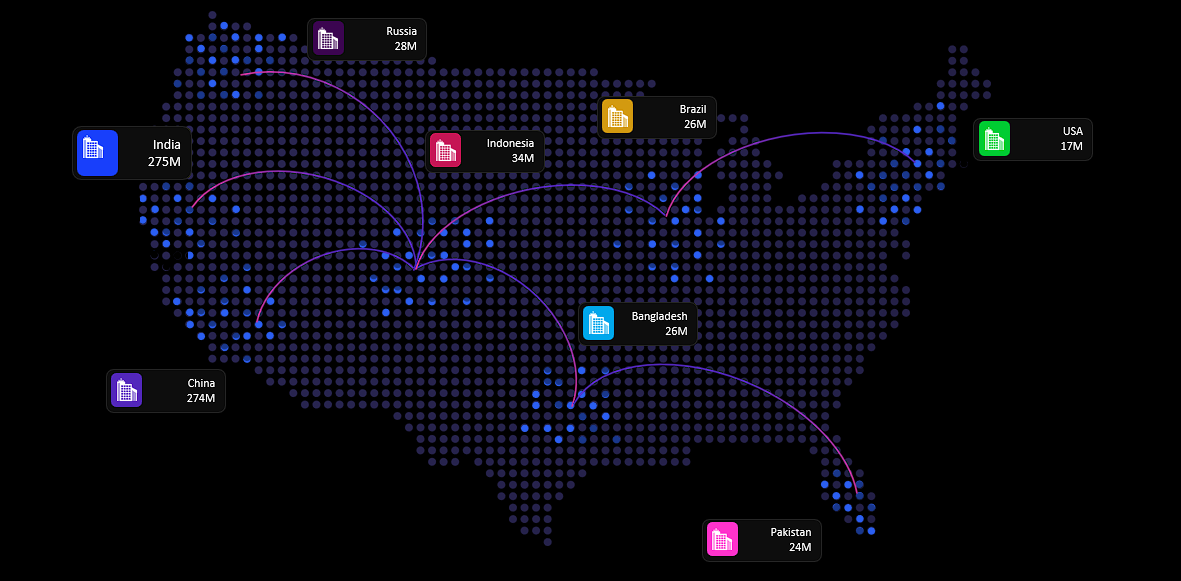 Russia
28M
Brazil
26M
USA
17M
India
275M
Indonesia
34M
Bangladesh
26M
China
274M
Pakistan
24M